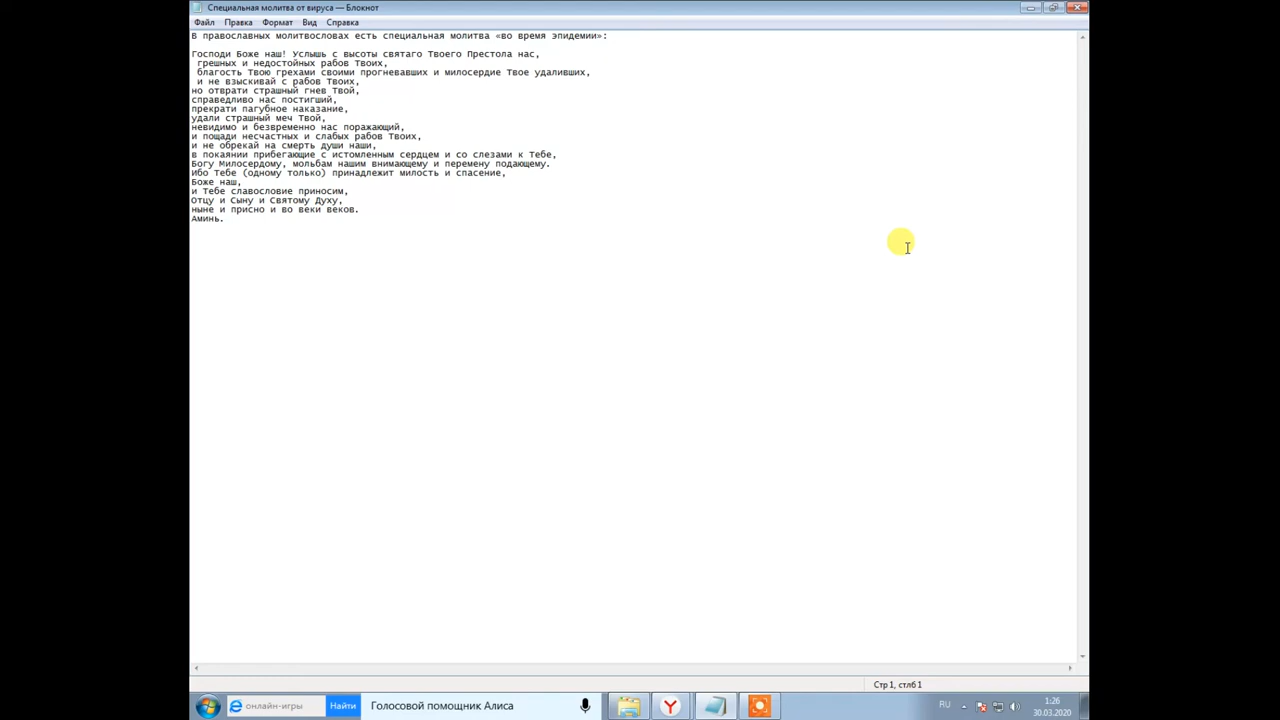 Специальная молитва от вируса — Блокнот
Файл Правка Формат Вид Справка
В православных молитвословах есть специальная молитва «во время эпидемии»:
Господи Боже наш! Услышь с высоты святаго Твоего Престола нас,
грешных и недостойных рабов Твоих,
благость Твою грехами своими прогневавших и милосердие Твое удаливших,
и не взыскивай с рабов Твоих,
но отврати страшный гнев Твой,
справедливо нас постигший,
прекрати пагубное наказание,
удали страшный меч Твой,
невидимо и безвременно нас поражающий,
и пощади несчастных и слабых рабов Твоих,
и не обрекай на смерть души наши,
в покаянии прибегающие с истомленным сердцем и со слезами к Тебе,
Богу Милосердому, мольбам нашим внимающему и перемену подающему.
Ибо Тебе (одному только) принадлежит милость и спасение,
Боже наш,
и Тебе славословие приносим,
Отцу и Сыну и Святому Духу,
ныне и присно и во веки веков.
Аминь.
Стр 1, стлб 1
онлайн-игры Найти Голосовой помощник Алиса RU 1:26
30.03.2020